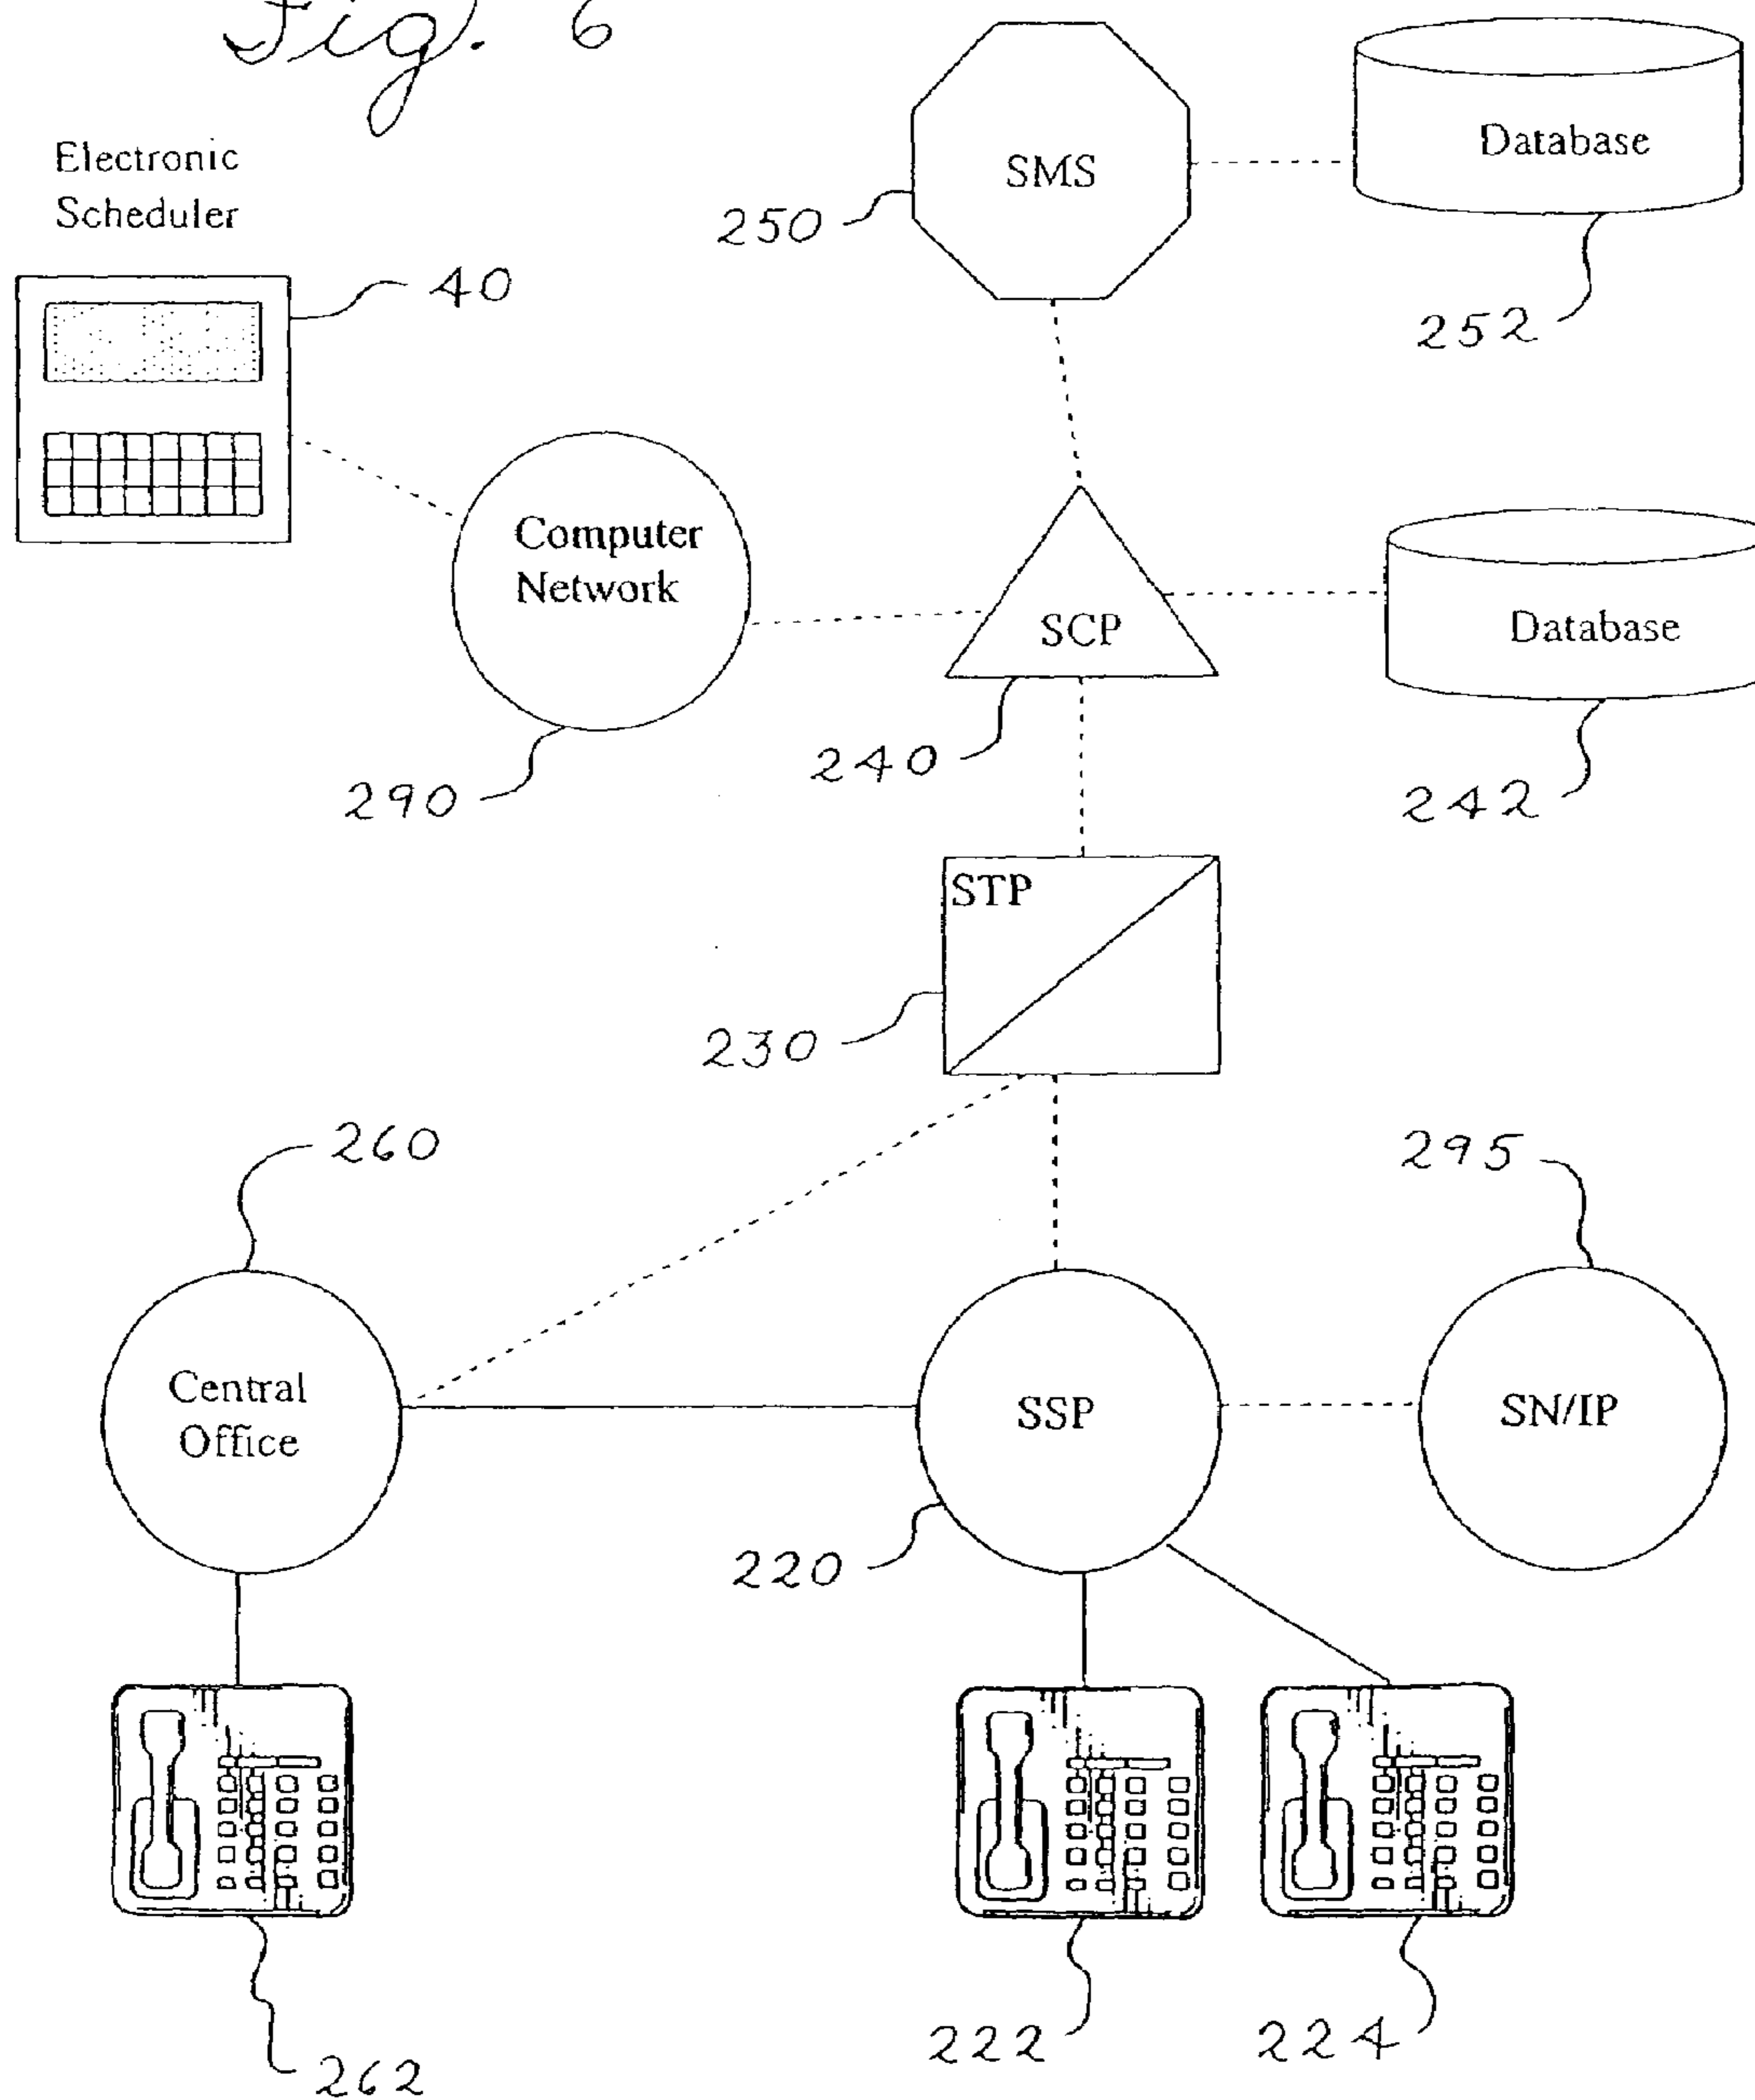 Fig. 6
SMS
Database
Electronic
Scheduler
250
40
252
Computer
Network
SCP
Database
240
290
242
STP
230
260
295
Central
Office
SSP
SN/IP
220
222
224
262